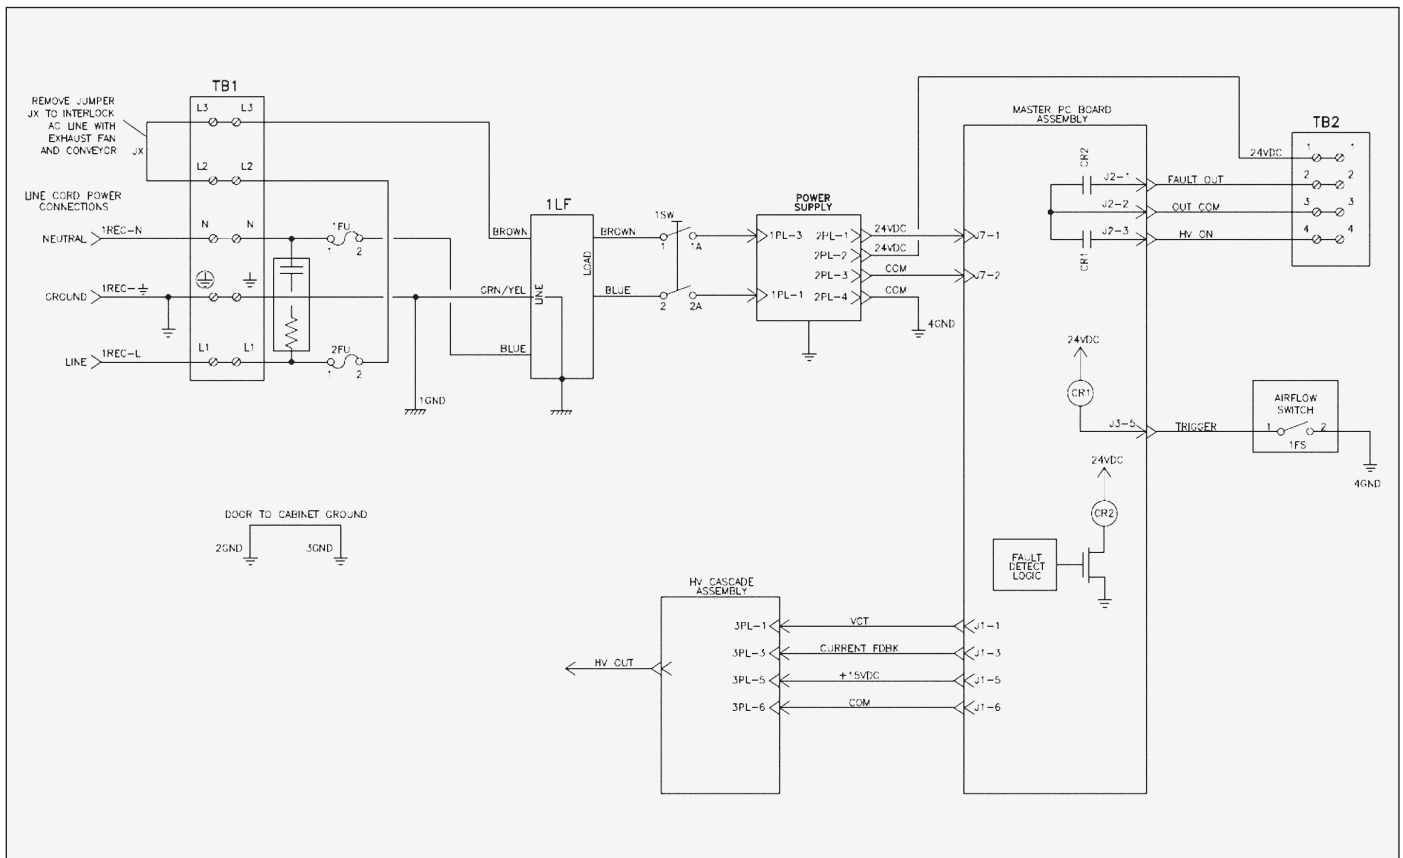 TB1
REMOVE JUMPER
JX TO INTERLOCK
AC LINE WITH
EXHAUST FAN
AND CONVEYOR
JX
L3 L3
L2 L2
LINE CORD POWER
CONNECTIONS
NEUTRAL
1REC-N
N N
1FU
1 2
GROUND
1REC-
LINE
1REC-L
L1 L1
2FU
1 2
1GND
1LF
BROWN
GRN/YEL
BLUE
LINE
LOAD
BROWN
BLUE
1SW
1 1A
2 2A
POWER
SUPPLY
1PL-3
1PL-1
2PL-1
2PL-2
2PL-3
2PL-4
24VDC
24VDC
COM
COM
4GND
MASTER PC BOARD
ASSEMBLY
J7-1
J7-2
CR2
CR1
J2-1
J2-2
J2-3
FAULT OUT
OUT COM
HV ON
24VDC
TB2
1 1
2 2
3 3
4 4
24VDC
CR1
J3-5
TRIGGER
AIRFLOW
SWITCH
1 2
1FS
4GND
24VDC
CR2
FAULT
DETECT
LOGIC
DOOR TO CABINET GROUND
2GND
3GND
HV CASCADE
ASSEMBLY
HV OUT
3PL-1
VCT
J1-1
3PL-3
CURRENT FDBK
J1-3
3PL-5
+15VDC
J1-5
3PL-6
COM
J1-6